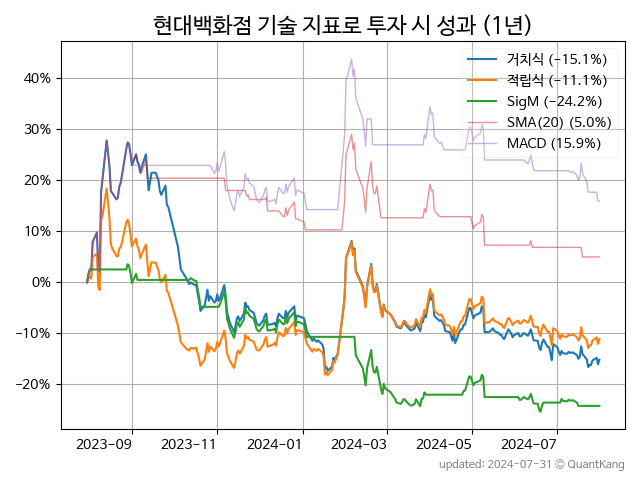 현대백화점 기술 지표로 투자 시 성과 (1년)
거치식 (−15.1%)
적립식 (−11.1%)
SigM (−24.2%)
SMA(20) (5.0%)
MACD (15.9%)
40%
30%
20%
10%
0%
−10%
−20%
2023-09 2023-11 2024-01 2024-03 2024-05 2024-07
updated: 2024-07-31 © QuantKang